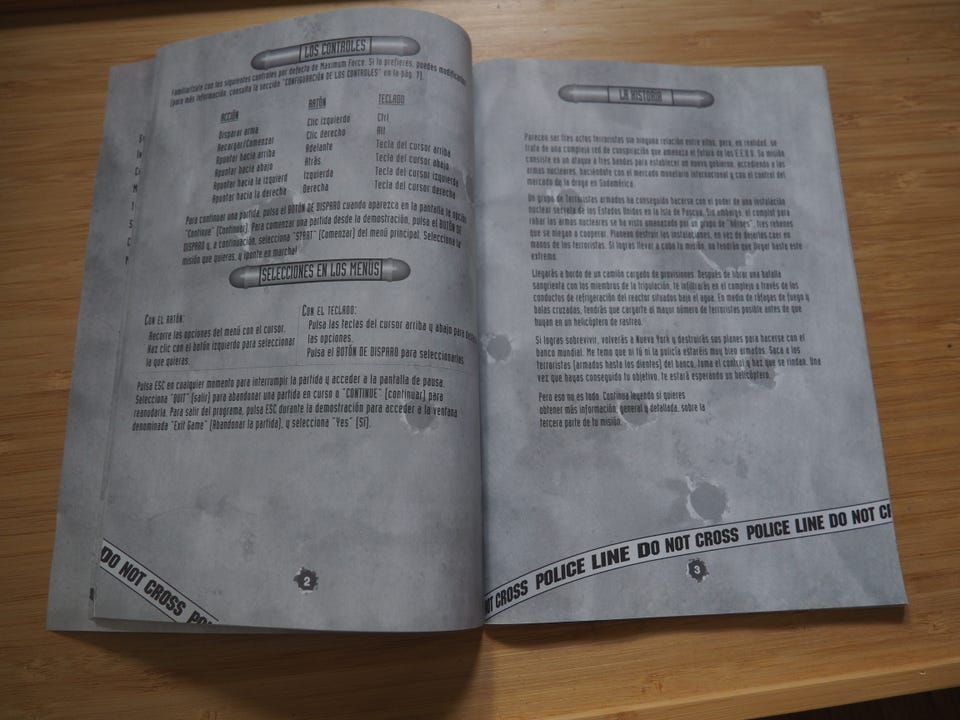 LOS CONTROLES
Familiarízate con los siguientes controles por defecto de Maximum Force. Si lo prefieres, puedes modificarlos
(para más información, consulta la sección "CONFIGURACIÓN DE LOS CONTROLES" en la pág. 7).
ACCIÓN RATÓN TECLADO
Disparar arma Clic izquierdo Ctrl
Recargar/Comenzar Clic derecho Alt
Apuntar hacia arriba Adelante Tecla del cursor arriba
Apuntar hacia abajo Atrás Tecla del cursor abajo
Apuntar hacia la izquierd Izquierda Tecla del cursor izquierdo
Apuntar hacia la derecha Derecha Tecla del cursor derecho
Para continuar una partida, pulsa el BOTÓN DE DISPARO cuando aparezca en la pantalla la opción
"Continue" (Continuar). Para comenzar una partida desde la demostración, pulsa el BOTÓN DE
DISPARO y, a continuación, selecciona "START" (Comenzar) del menú principal. Selecciona la
misión que quieras, y ¡ponte en marcha!
SELECCIONES EN LOS MENÚS
CON EL RATÓN:
Recorre las opciones del menú con el cursor.
Haz clic con el botón izquierdo para seleccionar
la que quieras.
CON EL TECLADO:
Pulsa las teclas del cursor arriba y abajo para
las opciones.
Pulsa el BOTÓN DE DISPARO para seleccionarlas
Pulsa ESC en cualquier momento para interrumpir la partida y acceder a la pantalla de pausa.
Selecciona "QUIT" (salir) para abandonar una partida en curso o "CONTINUE" (continuar) para
reanudarla. Para salir del programa, pulsa ESC durante la demostración para acceder a la ventana
denominada "Exit Game" (Abandonar la partida), y selecciona "Yes" (Sí).
DO NOT CROSS PO
2
LA HISTORIA
Parecen ser tres actos terroristas sin ninguna relación entre ellos, pero, en realidad, se
trata de una compleja red de conspiración que amenaza el futuro de los E.E.U.U. Su misión
consiste en un ataque a tres bandas para establecer un nuevo gobierno, accediendo a las
armas nucleares, haciéndose con el mercado monetario internacional y con el control del
mercado de la droga en Sudamérica.
Un grupo de Terroristas armados ha conseguido hacerse con el poder de una instalación
nuclear secreta de los Estados Unidos en la Isla de Pascua. Sin embargo, el complot para
robar las armas nucleares se ha visto amenazado por un grupo de "héroes", tres rehenes
que se niegan a cooperar. Planean destruir las instalaciones, en vez de dejarlas caer en
manos de los terroristas. Si logras llevar a cabo tu misión, no tendrán que llegar hasta este
extremo.
Llegarás a bordo de un camión cargado de provisiones. Después de librar una batalla
sangrienta con los miembros de tu tripulación, te infiltrarás en el complejo a través de los
conductos de refrigeración del reactor situados bajo el agua. En medio de ráfagas de fuego y
balas cruzadas, tendrás que cargarte al mayor número de terroristas posible antes de que
huyan en un helicóptero de rastreo.
Si logras sobrevivir, volverás a Nueva York y destruirás sus planes para hacerse con el
banco mundial. Me temo que ni tú ni la policía estaréis muy bien armados. Saca a los
terroristas (armados hasta los dientes) del banco, toma el control y haz que se rindan. Una
vez que hayas conseguido tu objetivo, te estará esperando un helicóptero.
Pero eso no es todo. Continua leyendo si quieres
obtener más información general y detallada, sobre la
tercera parte de tu misión.
NOT CROSS POLICE LINE DO NOT CROSS POLICE LINE DO NOT CR
3